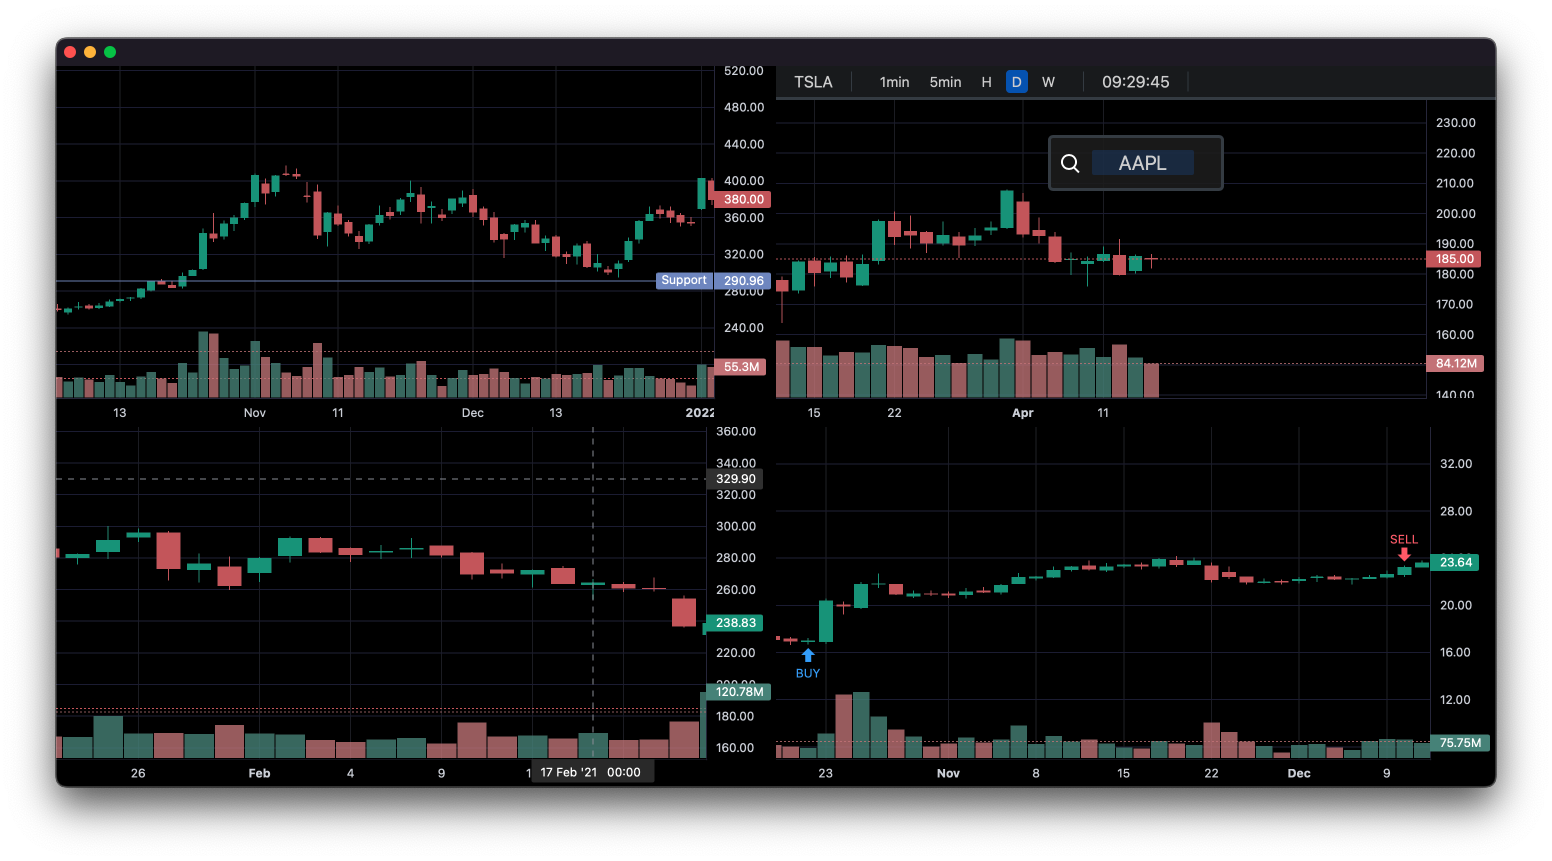 520.00
480.00
440.00
400.00
380.00
360.00
320.00
Support 290.96
280.00
240.00
55.3M
13 Nov 11 Dec 13 2022
TSLA 1min 5min H D W 09:29:45
AAPL
230.00
220.00
210.00
200.00
190.00
185.00
180.00
170.00
160.00
84.12M
140.00
15 22 Apr 11
360.00
340.00
329.90
320.00
300.00
280.00
260.00
238.83
220.00
200.00
120.78M
180.00
160.00
26 Feb 4 9 1 17 Feb '21 00:00
32.00
28.00
SELL
23.64
20.00
16.00
BUY
12.00
75.75M
23 Nov 8 15 22 Dec 9